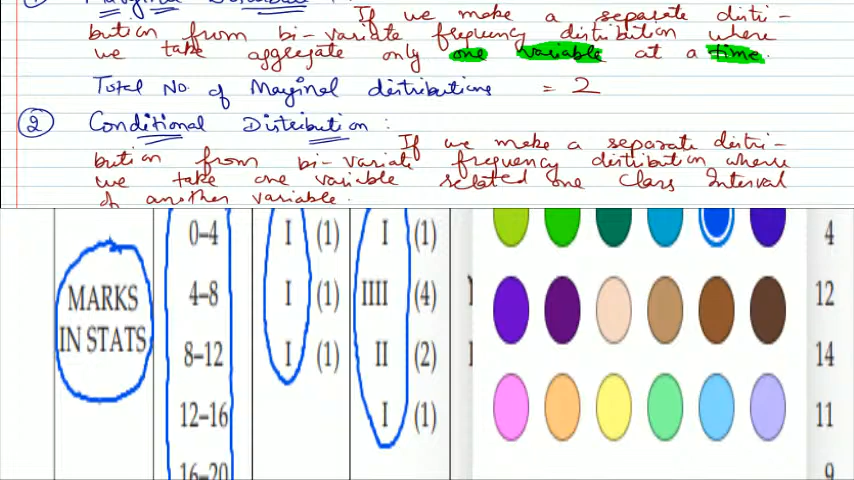 ① Marginal Distribution :
If we make a separate distri-
bution from bi-variate frequency distribution where
we take aggregate only one variable at a time.
Total No. of Marginal distributions = 2
② Conditional Distribution :
If we make a separate distri-
bution from bi-variate frequency distribution where
we take one variable related one Class Interval
of another variable.
0–4 I (1) I (1) 4
MARKS IN STATS
4–8 I (1) IIII (4) 12
8–12 I (1) II (2) 14
12–16 I (1) 11
16–20 9